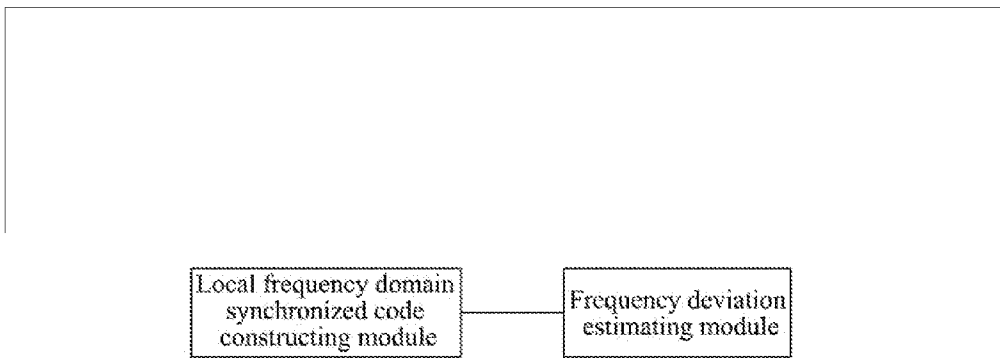 Local frequency domain
synchronized code
constructing module
Frequency deviation
estimating module